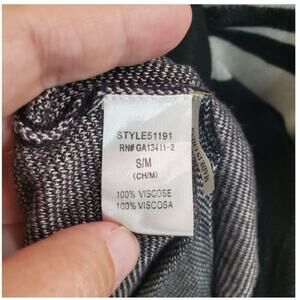 STYLE51191
RN# GA13411-2
S/M
(CH/M)
100% VISCOSE
100% VISCOSA